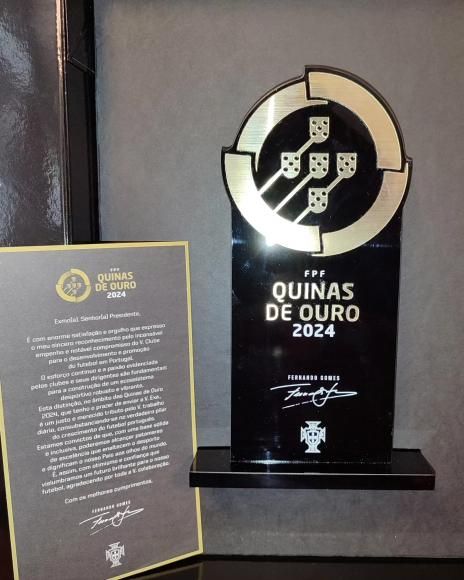 FPF
QUINAS
DE OURO
2024
Exmo(a). Senhor(a) Presidente,
É com enorme satisfação e orgulho que expresso
o meu sincero reconhecimento pelo incansável
empenho e notável compromisso do V. Clube
para o desenvolvimento e promoção
do futebol em Portugal.
O esforço contínuo e a paixão evidenciada
pelos clubes e seus dirigentes são fundamentais
para a construção de um ecossistema
desportivo robusto e vibrante.
Esta distinção, no âmbito das Quinas de Ouro
2024, que tenho o prazer de enviar a V. Exa.,
é um justo e merecido tributo pelo V. trabalho
diário, consubstanciando-se num verdadeiro pilar
do crescimento do futebol português.
Estamos convictos de que, com uma base sólida
e inclusiva, poderemos alcançar patamares
de excelência que enaltecem o desporto
e dignificam o nosso País aos olhos do mundo.
É, assim, com otimismo e confiança que
vislumbramos um futuro brilhante para o nosso
futebol, agradecendo por toda a V. colaboração.
Com os melhores cumprimentos,
FERNANDO GOMES
FPF
QUINAS
DE OURO
2024
FERNANDO GOMES